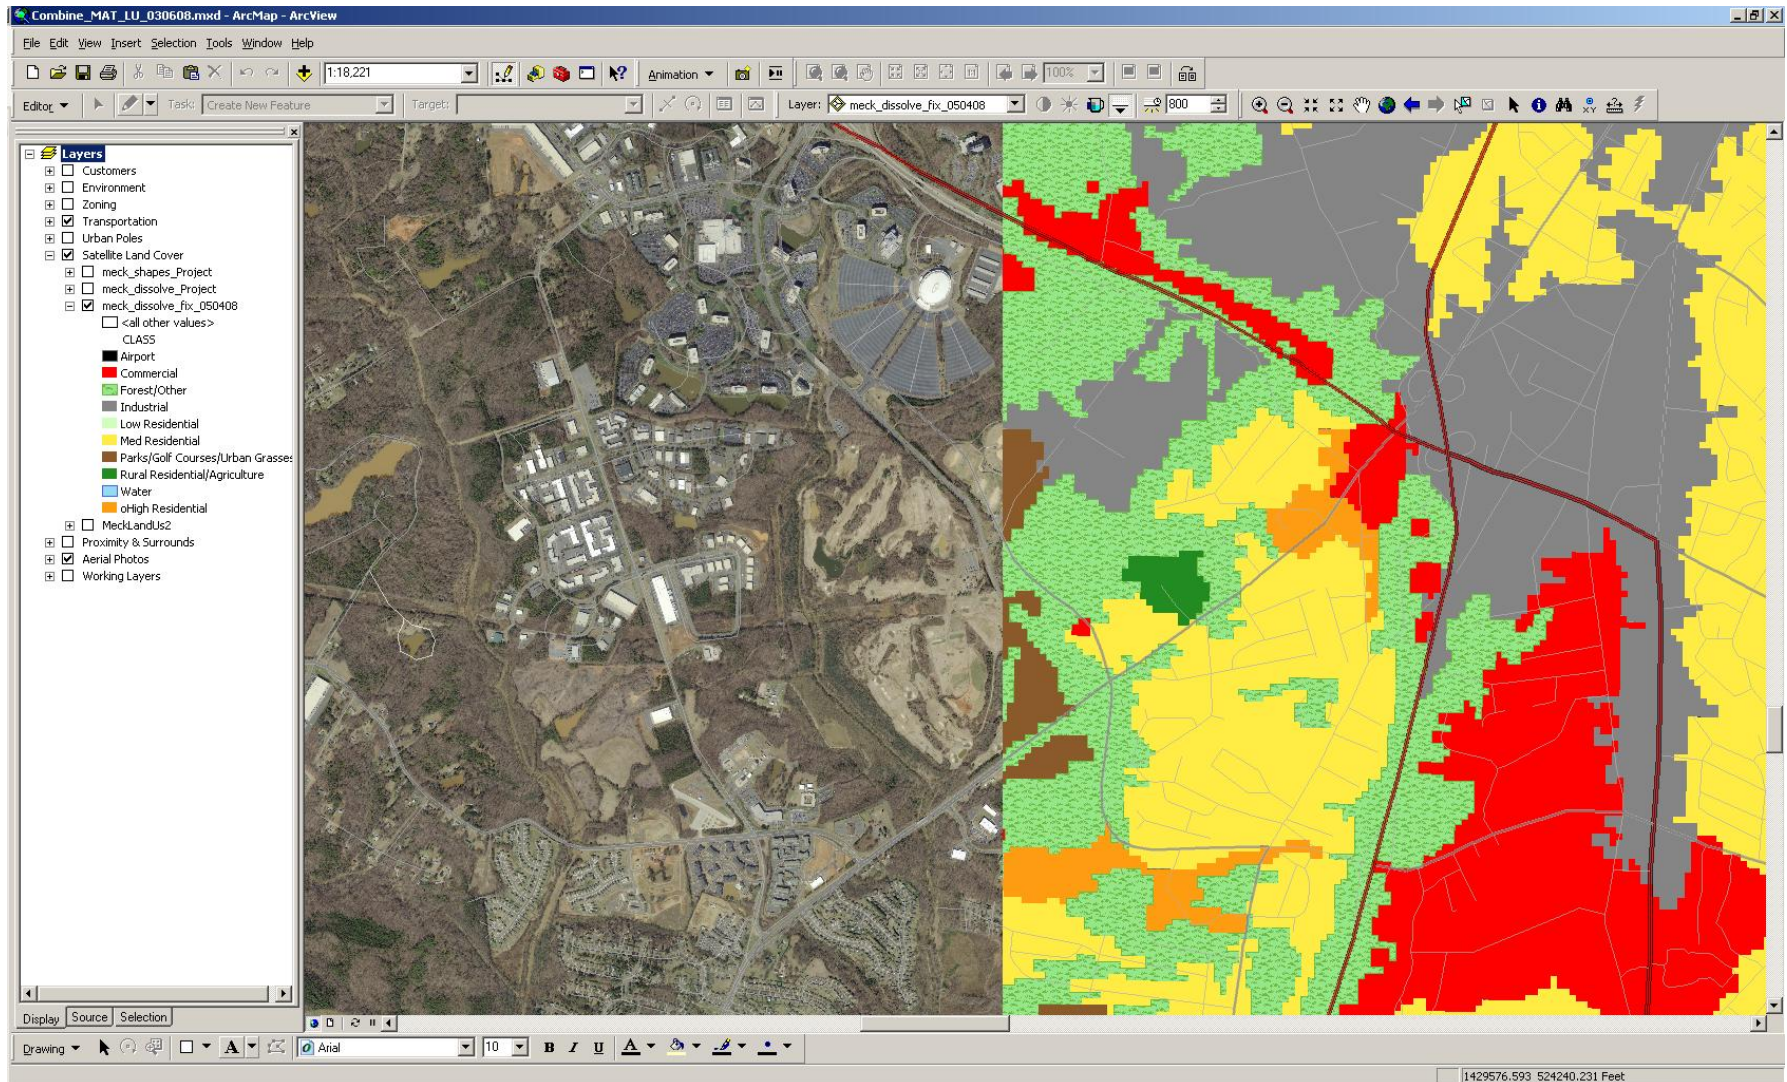 Combine_MAT_LU_030608.mxd - ArcMap - ArcView
File Edit View Insert Selection Tools Window Help
1:18,221 Animation 100%
Editor Task: Create New Feature Target: Layer: meck_dissolve_fix_050408 800
Layers
Customers
Environment
Zoning
Transportation
Urban Poles
Satellite Land Cover
meck_shapes_Project
meck_dissolve_Project
meck_dissolve_fix_050408
<all other values>
CLASS
Airport
Commercial
Forest/Other
Industrial
Low Residential
Med Residential
Parks/Golf Courses/Urban Grasses
Rural Residential/Agriculture
Water
oHigh Residential
MeckLandUs2
Proximity & Surrounds
Aerial Photos
Working Layers
Display Source Selection
Drawing A Arial 10 B I U A
1429576.593 524240.231 Feet